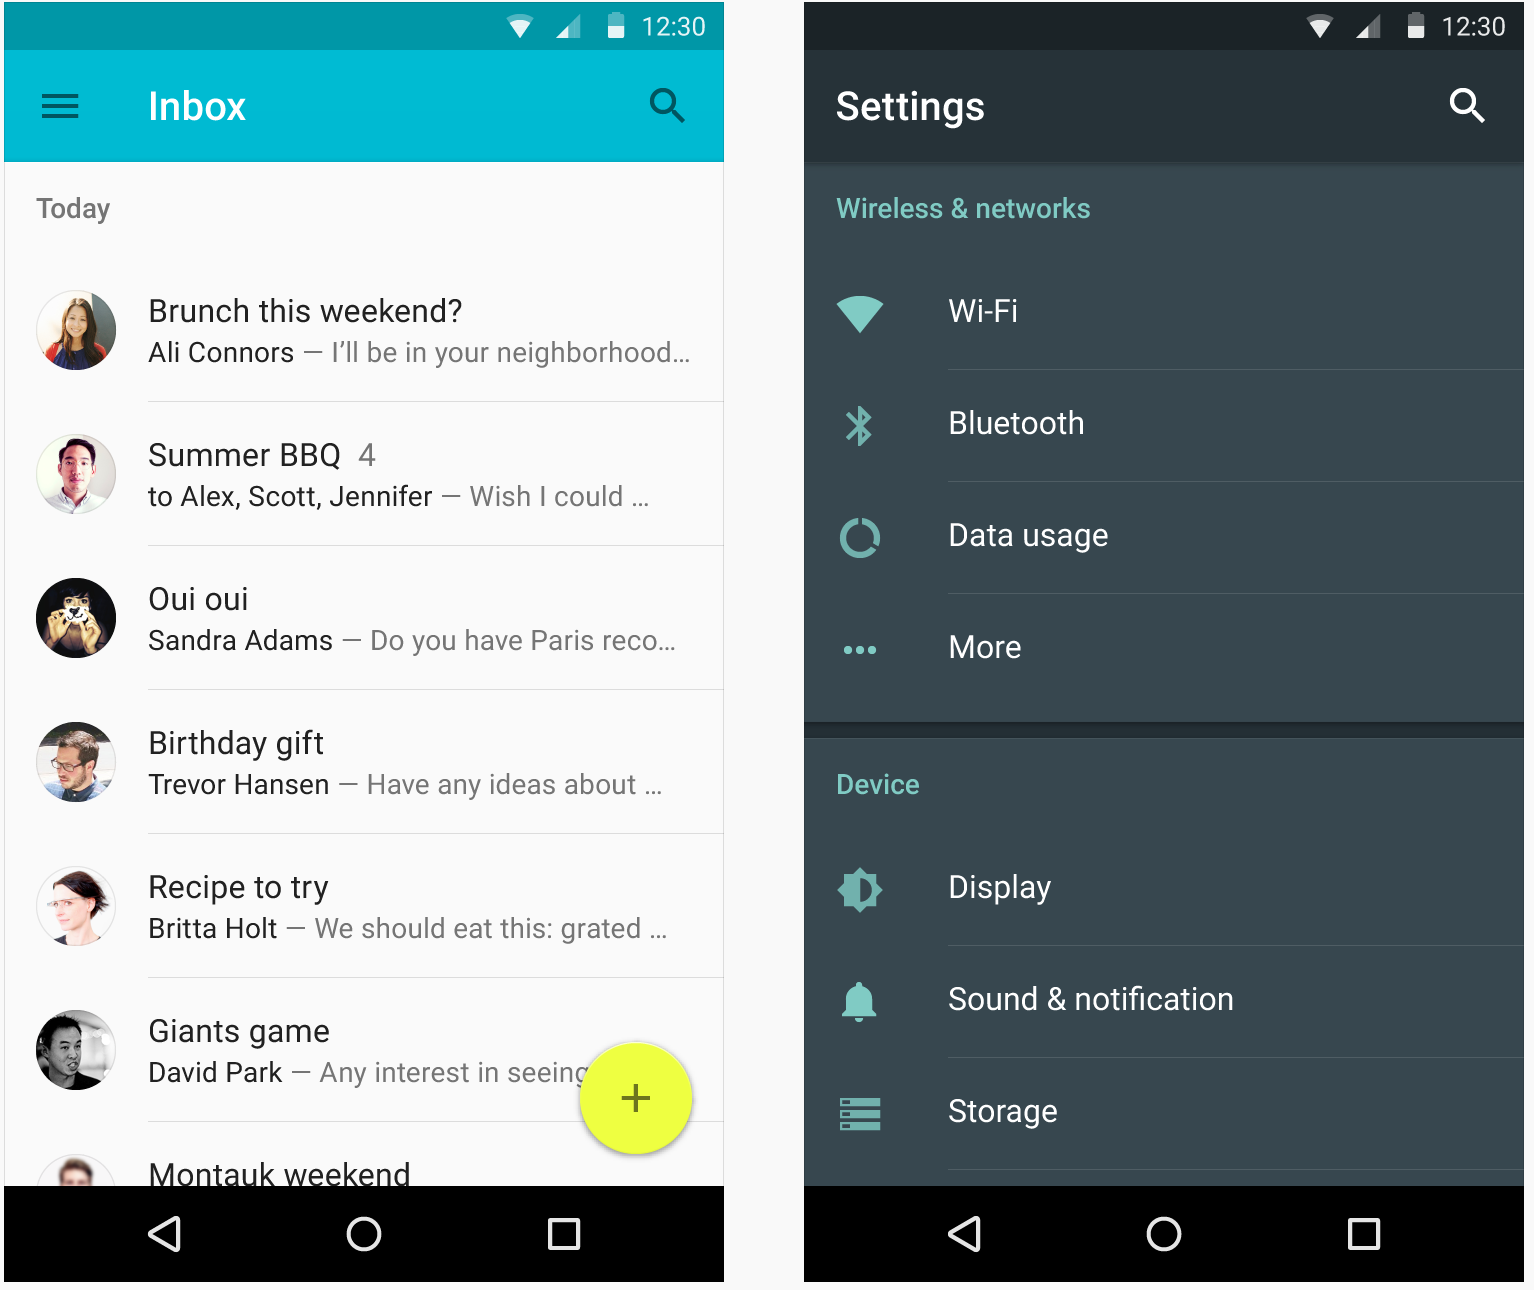 12:30
Inbox
Today
Brunch this weekend?
Ali Connors — I’ll be in your neighborhood…
Summer BBQ 4
to Alex, Scott, Jennifer — Wish I could …
Oui oui
Sandra Adams — Do you have Paris reco…
Birthday gift
Trevor Hansen — Have any ideas about …
Recipe to try
Britta Holt — We should eat this: grated …
Giants game
David Park — Any interest in seeing
Montauk weekend
12:30
Settings
Wireless & networks
Wi-Fi
Bluetooth
Data usage
More
Device
Display
Sound & notification
Storage